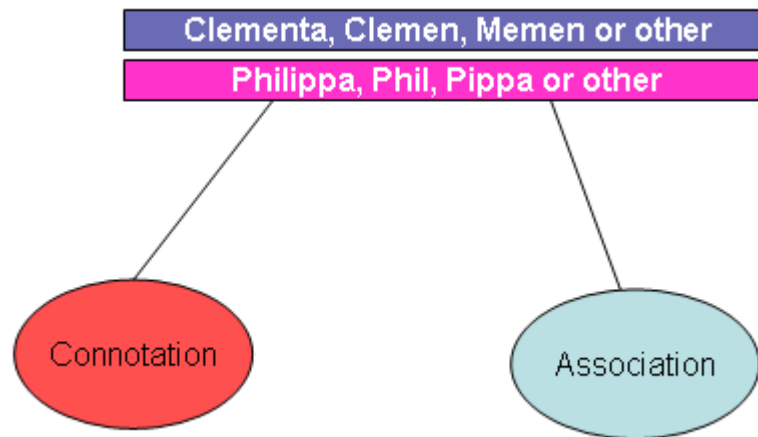 Clementa, Clemen, Memen or other
Philippa, Phil, Pippa or other
Connotation
Association